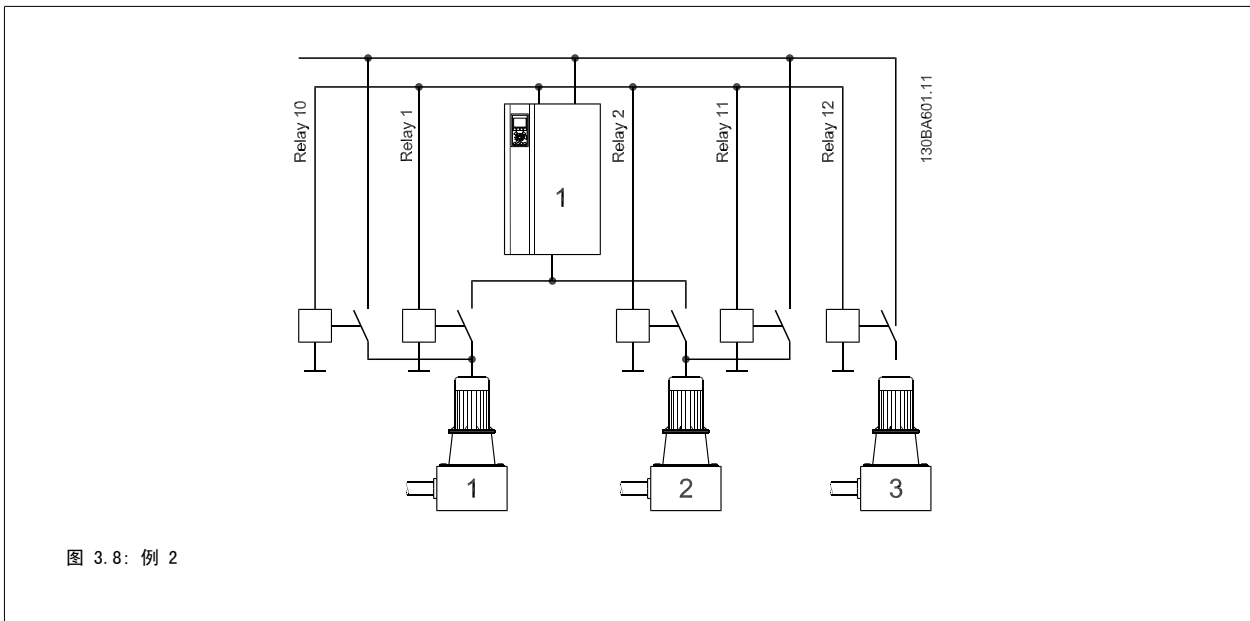 Relay 10
Relay 1
Relay 2
Relay 11
Relay 12
130BA601.11
1
1
2
3
图 3.8: 例 2